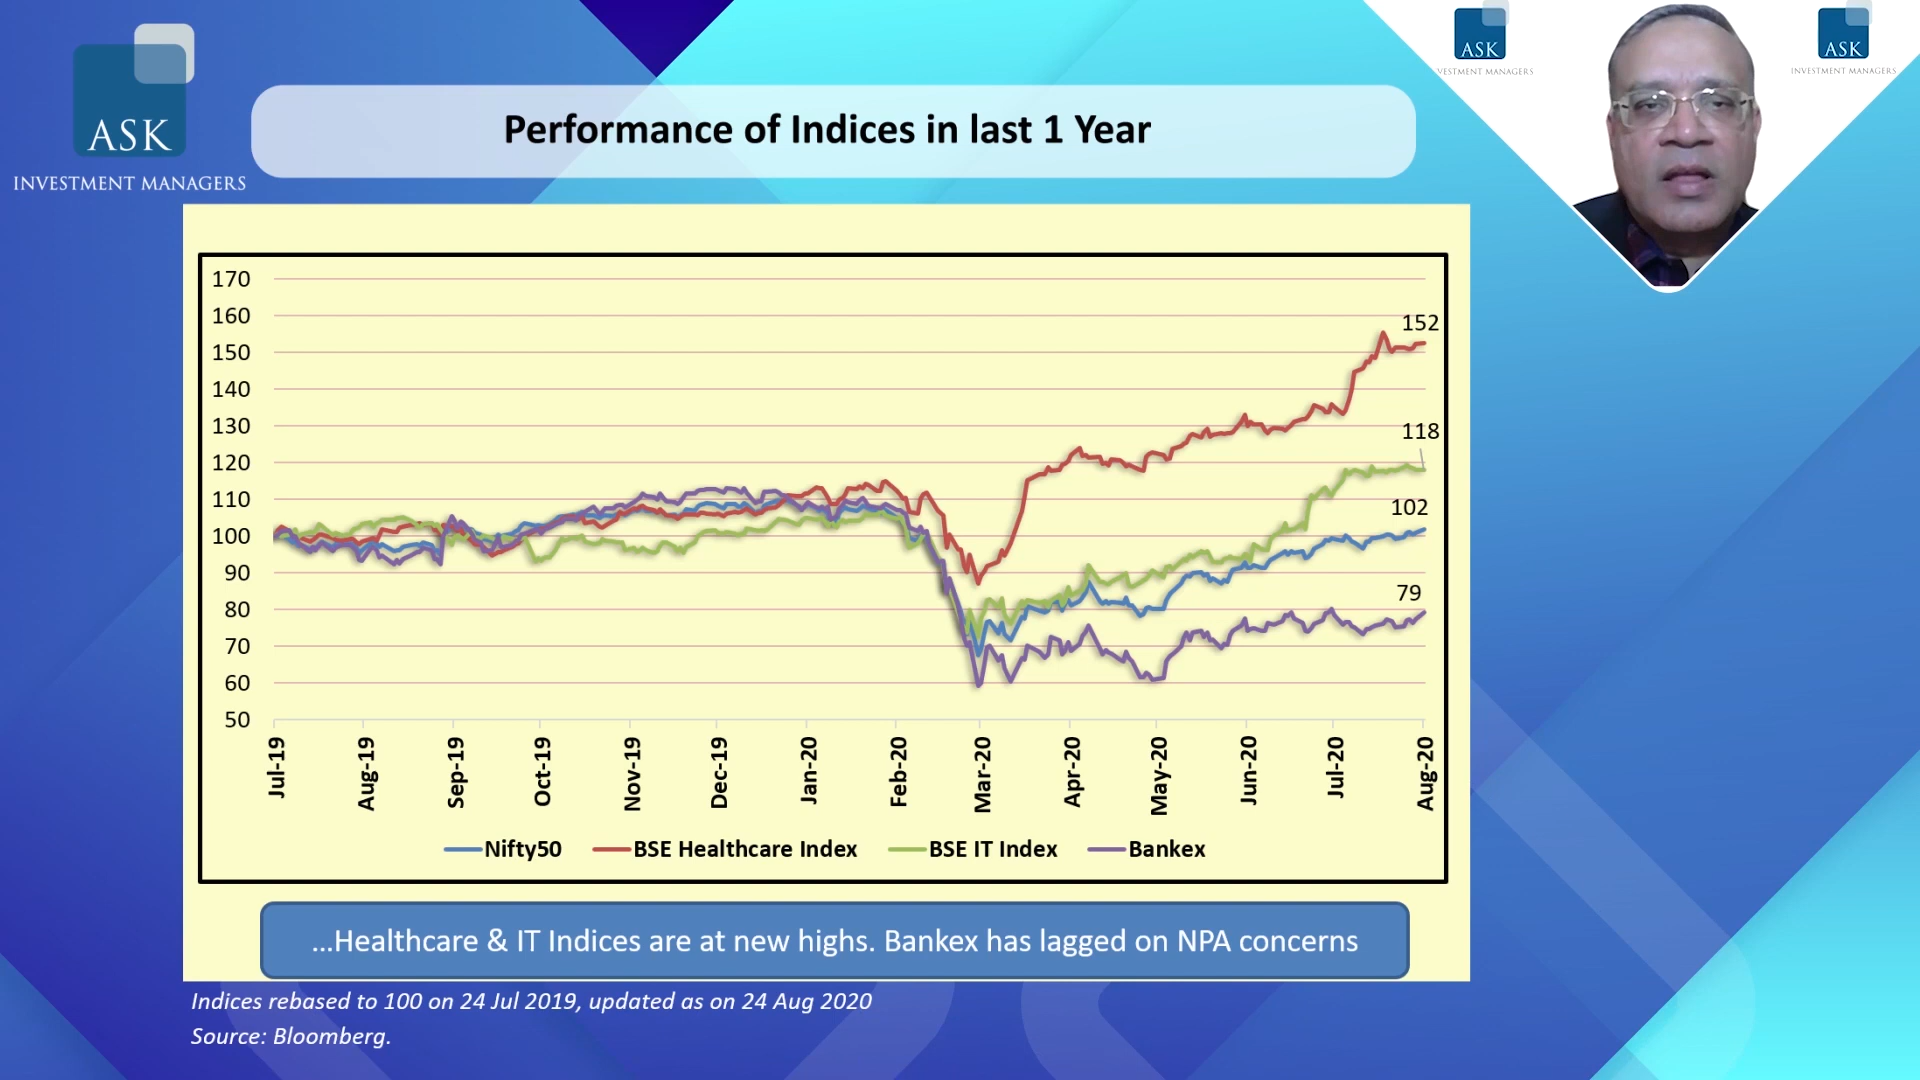 ASK
INVESTMENT MANAGERS
Performance of Indices in last 1 Year
ASK
VESTMENT MANAGERS
ASK
INVESTMENT MANAGERS
170
160
150
140
130
120
110
100
90
80
70
60
50
152
118
102
79
Jul-19
Aug-19
Sep-19
Oct-19
Nov-19
Dec-19
Jan-20
Feb-20
Mar-20
Apr-20
May-20
Jun-20
Jul-20
Aug-20
Nifty50
BSE Healthcare Index
BSE IT Index
Bankex
...Healthcare & IT Indices are at new highs. Bankex has lagged on NPA concerns
Indices rebased to 100 on 24 Jul 2019, updated as on 24 Aug 2020
Source: Bloomberg.